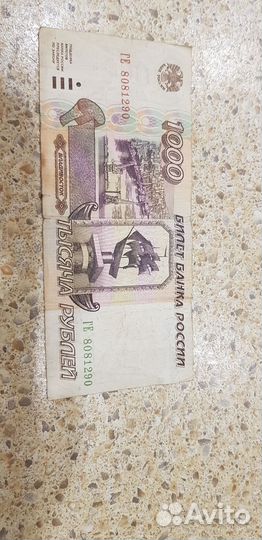 БИЛЕТ БАНКА РОССИИ
1000
ГЕ 8081290
ВЛАДИВОСТОК
ТЫСЯЧА РУБЛЕЙ
ГЕ 8081290
Avito